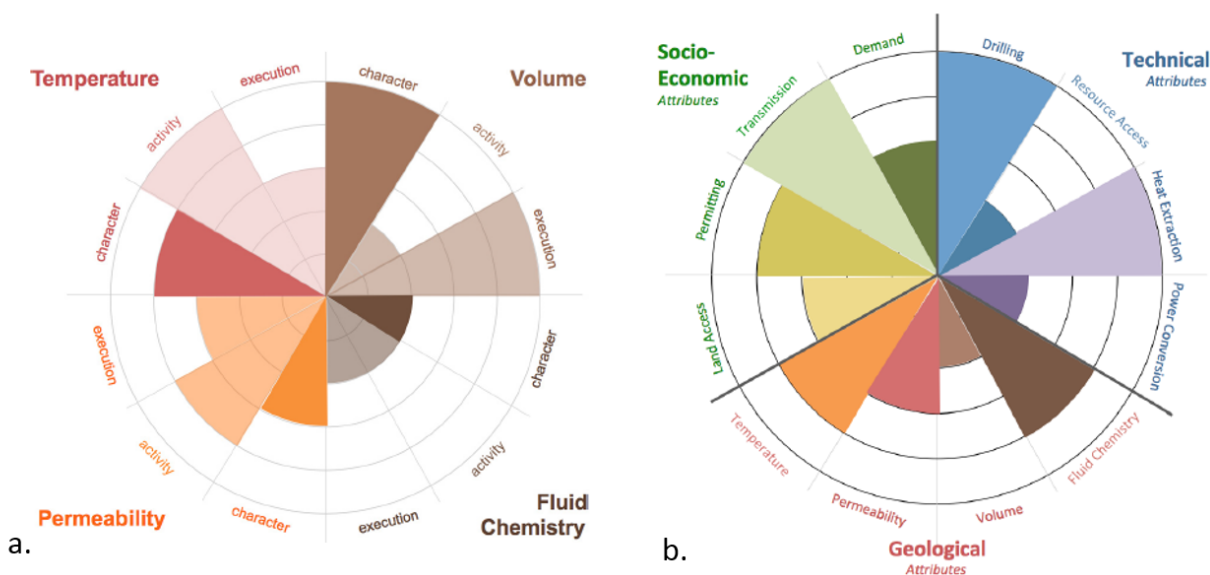 Temperature
execution
character
Volume
activity
activity
character
execution
execution
character
activity
activity
Permeability
character
execution
Fluid
Chemistry
a.
Socio-
Economic
Attributes
Demand
Drilling
Technical
Attributes
Transmission
Resource Access
Permitting
Heat Extraction
Land Access
Power Conversion
Temperature
Fluid Chemistry
Permeability
Volume
Geological
Attributes
b.